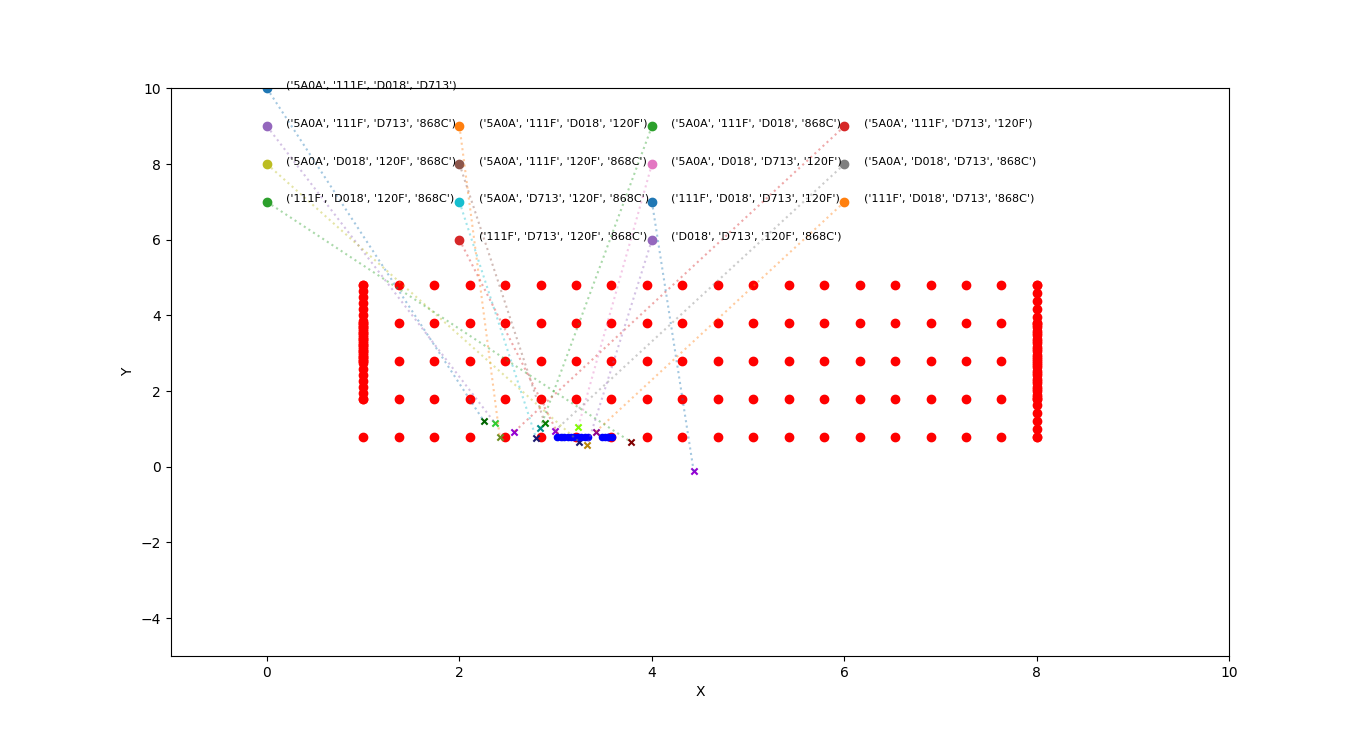 10
('5A0A', '111F', 'D018', 'D713')
('5A0A', '111F', 'D713', '868C')
('5A0A', '111F', 'D018', '120F')
('5A0A', '111F', 'D018', '868C')
('5A0A', '111F', 'D713', '120F')
8
('5A0A', 'D018', '120F', '868C')
('5A0A', '111F', '120F', '868C')
('5A0A', 'D018', 'D713', '120F')
('5A0A', 'D018', 'D713', '868C')
('111F', 'D018', '120F', '868C')
('5A0A', 'D713', '120F', '868C')
('111F', 'D018', 'D713', '120F')
('111F', 'D018', 'D713', '868C')
6
('111F', 'D713', '120F', '868C')
('D018', 'D713', '120F', '868C')
4
Y
2
0
−2
−4
0 2 4 6 8 10
X